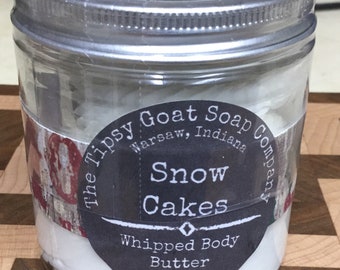 The Tipsy Goat Soap Company
Warsaw, Indiana
Snow
Cakes
Whipped Body
Butter